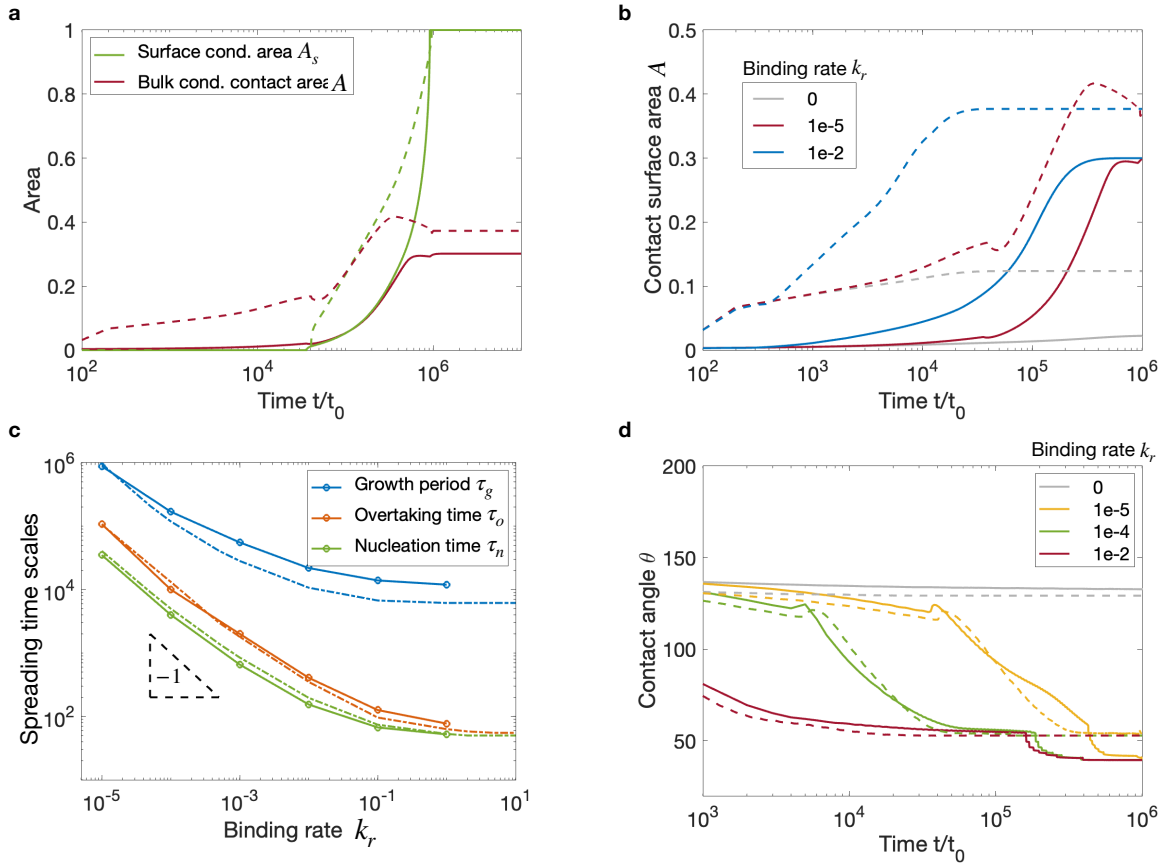 a
1
0.8
0.6
0.4
0.2
0
Area
Surface cond. area A_s
Bulk cond. contact area A
10^2
10^4
10^6
Time t/t_0
b
0.5
0.4
0.3
0.2
0.1
0
Contact surface area A
Binding rate k_r
0
1e-5
1e-2
10^2
10^3
10^4
10^5
10^6
Time t/t_0
c
10^6
10^4
10^2
Spreading time scales
Growth period τ_g
Overtaking time τ_o
Nucleation time τ_n
−1
10^-5
10^-3
10^-1
10^1
Binding rate k_r
d
200
150
100
50
Contact angle θ
Binding rate k_r
0
1e-5
1e-4
1e-2
10^3
10^4
10^5
10^6
Time t/t_0